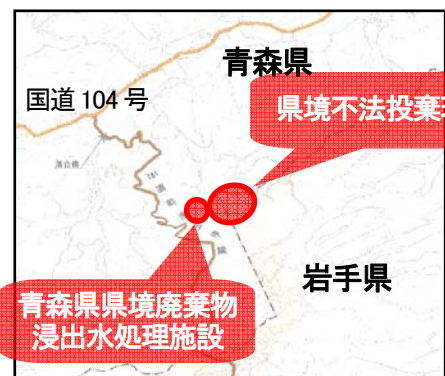 青森県
国道 104 号
県境不法投棄
岩手県
青森県県境廃棄物
浸出水処理施設